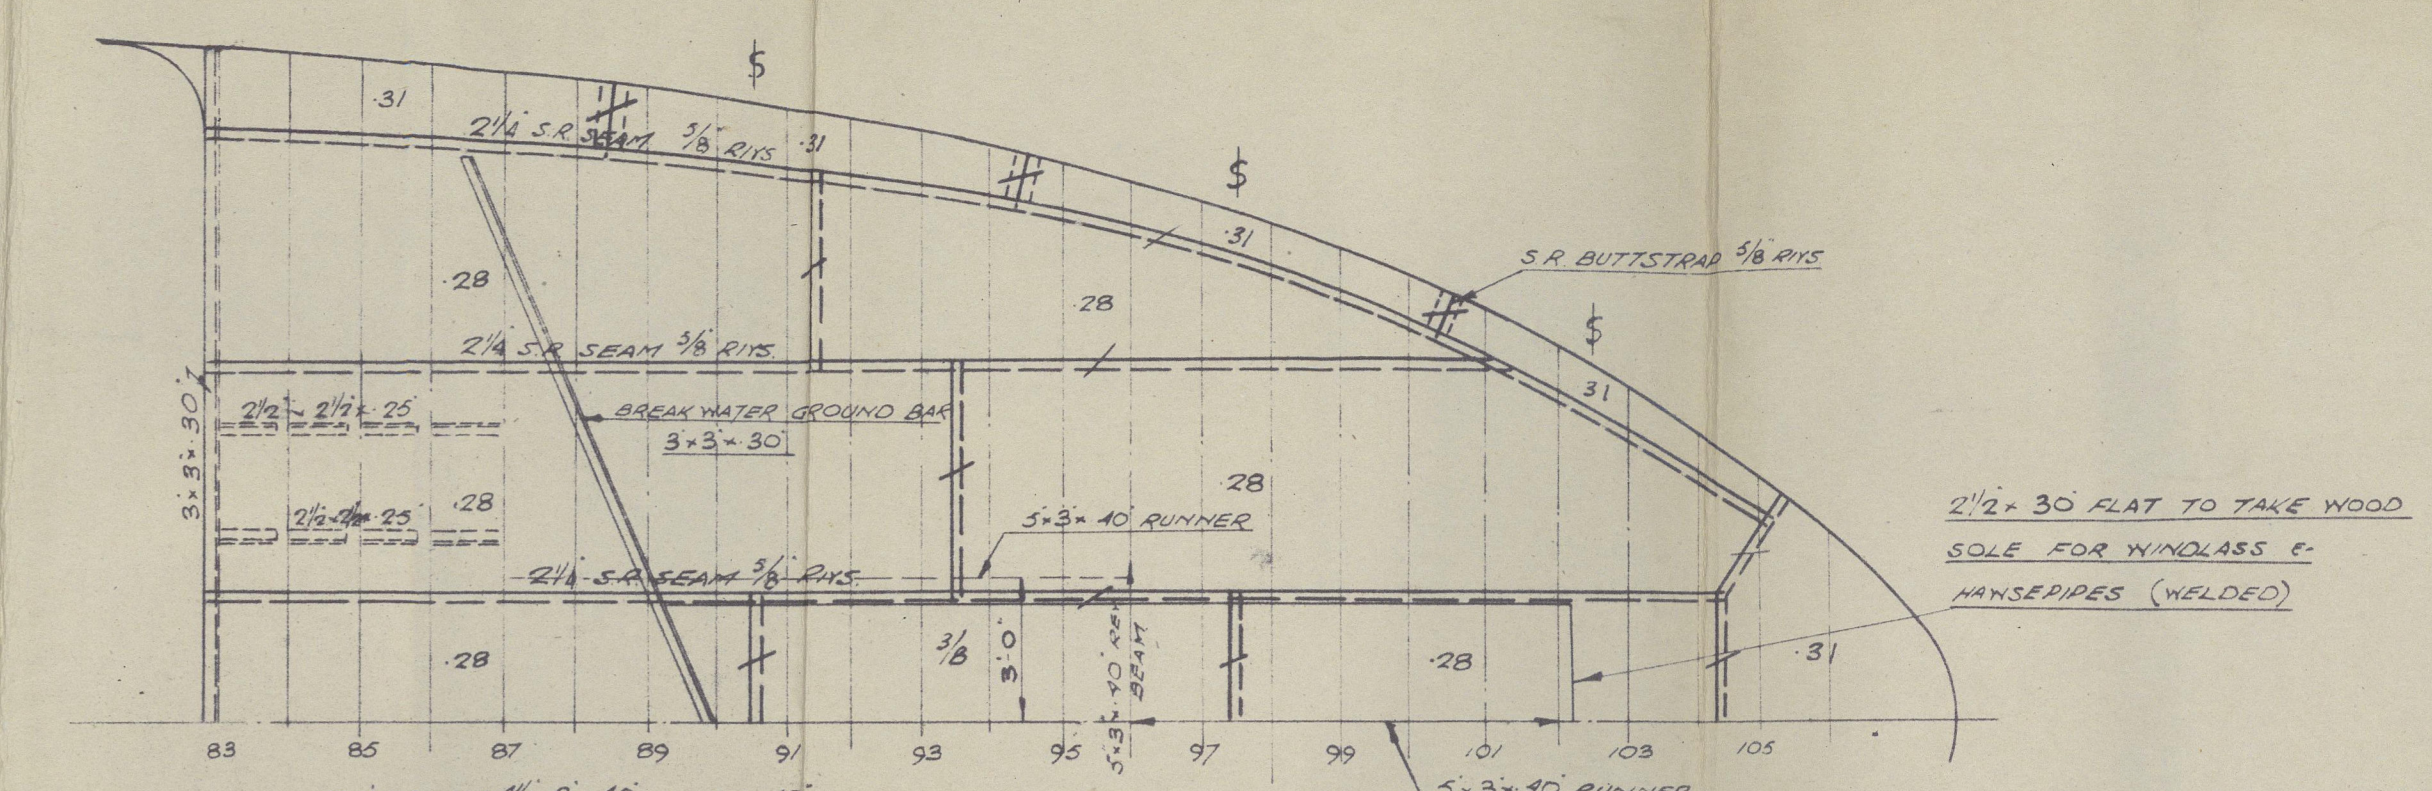 $
·31
2¼" S.R. SEAM 5/8" RIVS
·31
$
·31
S.R. BUTTSTRAP 5/8" RIVS
·28
·28
$
2¼ S.R SEAM 5/8" RIVS.
31
2½" × 2½" × ·25"
BREAKWATER GROUND BAR
3"×3"×·30"
3"×3"×·30"
·28
·28
2½"×2½"×·25"
5"×3"×·40" RUNNER
2½"×·30" FLAT TO TAKE WOOD
SOLE FOR WINDLASS &
HAWSEPIPES (WELDED)
2¼" S.R. SEAM 5/8" RIVS.
·28
3/8
3'·0"
5"×3"×·40"
BEAM
·28
·31
83 85 87 89 91 93 95 97 99 101 103 105
5"×3"×·40" RUNNER